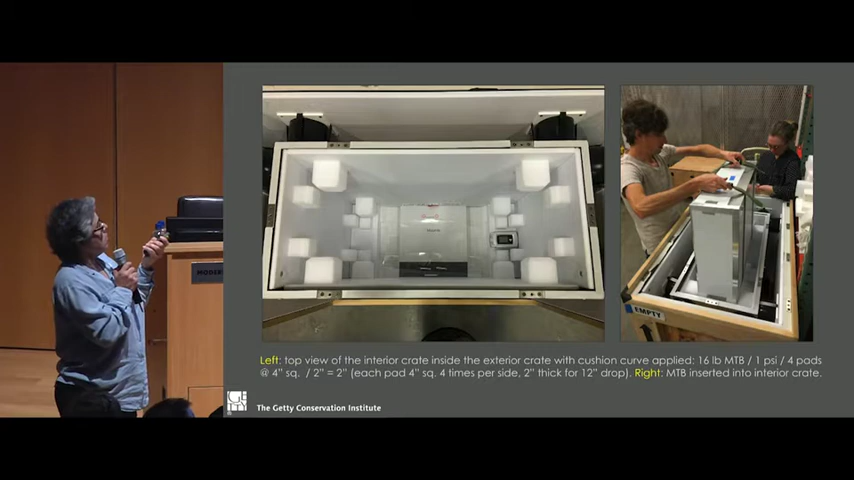 Left: top view of the interior crate inside the exterior crate with cushion curve applied: 16 lb MTB / 1 psi / 4 pads
@ 4" sq. / 2" = 2" (each pad 4" sq. 4 times per side, 2" thick for 12" drop). Right: MTB inserted into interior crate.
EMPTY
The Getty Conservation Institute